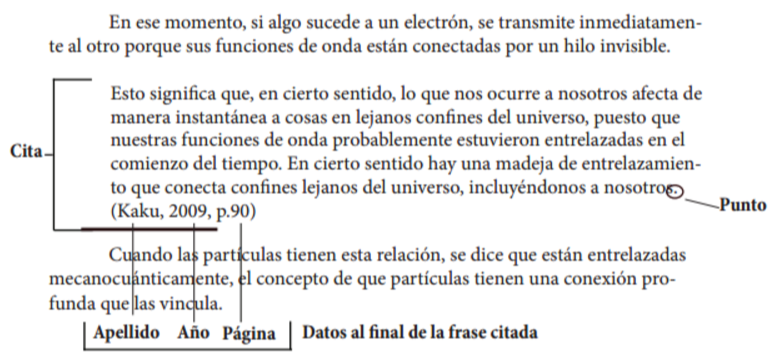 En ese momento, si algo sucede a un electrón, se transmite inmediatamen-
te al otro porque sus funciones de onda están conectadas por un hilo invisible.
Esto significa que, en cierto sentido, lo que nos ocurre a nosotros afecta de
manera instantánea a cosas en lejanos confines del universo, puesto que
nuestras funciones de onda probablemente estuvieron entrelazadas en el
Cita
comienzo del tiempo. En cierto sentido hay una madeja de entrelazamien-
to que conecta confines lejanos del universo, incluyéndonos a nosotros.
Punto
(Kaku, 2009, p.90)
Cuando las partículas tienen esta relación, se dice que están entrelazadas
mecanocuánticamente, el concepto de que partículas tienen una conexión pro-
funda que las vincula.
Apellido Año Página Datos al final de la frase citada